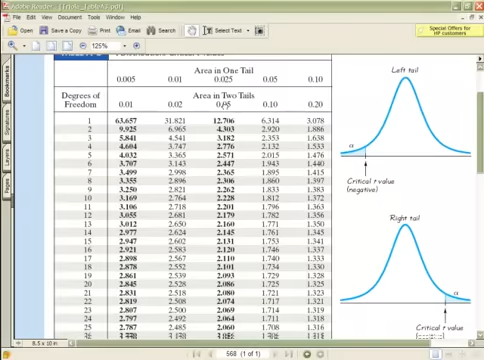 Adobe Reader - [Triola_TableA3.pdf]
File Edit View Document Tools Window Help
Open Save a Copy Print Email Search Select Text Special Offers for HP customers
125%
Bookmarks
Signatures
Layers
Pages
Area in One Tail
0.005 0.01 0.025 0.05 0.10
Degrees of Freedom
Area in Two Tails
0.01 0.02 0.05 0.10 0.20
1 63.657 31.821 12.706 6.314 3.078
2 9.925 6.965 4.303 2.920 1.886
3 5.841 4.541 3.182 2.353 1.638
4 4.604 3.747 2.776 2.132 1.533
5 4.032 3.365 2.571 2.015 1.476
6 3.707 3.143 2.447 1.943 1.440
7 3.499 2.998 2.365 1.895 1.415
8 3.355 2.896 2.306 1.860 1.397
9 3.250 2.821 2.262 1.833 1.383
10 3.169 2.764 2.228 1.812 1.372
11 3.106 2.718 2.201 1.796 1.363
12 3.055 2.681 2.179 1.782 1.356
13 3.012 2.650 2.160 1.771 1.350
14 2.977 2.624 2.145 1.761 1.345
15 2.947 2.602 2.131 1.753 1.341
16 2.921 2.583 2.120 1.746 1.337
17 2.898 2.567 2.110 1.740 1.333
18 2.878 2.552 2.101 1.734 1.330
19 2.861 2.539 2.093 1.729 1.328
20 2.845 2.528 2.086 1.725 1.325
21 2.831 2.518 2.080 1.721 1.323
22 2.819 2.508 2.074 1.717 1.321
23 2.807 2.500 2.069 1.714 1.319
24 2.797 2.492 2.064 1.711 1.318
25 2.787 2.485 2.060 1.708 1.316
Left tail
α
Critical t value
(negative)
Right tail
α
Critical t value
8.5 x 10 in
568 (1 of 1)